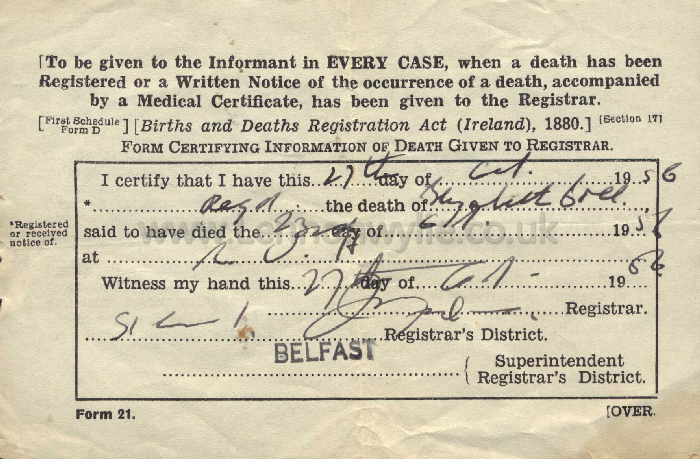 [To be given to the Informant in EVERY CASE, when a death has been
Registered or a Written Notice of the occurrence of a death, accompanied
by a Medical Certificate, has been given to the Registrar.
[First Schedule Form D] [Births and Deaths Registration Act (Ireland), 1880.] [Section 17]
FORM CERTIFYING INFORMATION OF DEATH GIVEN TO REGISTRAR.
I certify that I have this 27th day of Oct. 1956
* Regd. the death of Elizabeth
*Registered or received notice of.
said to have died the 23rd day of 1956
at
Witness my hand this 27th day of Oct. 1956
Registrar.
Registrar's District.
BELFAST
Superintendent
Registrar's District.
Form 21.
[OVER.